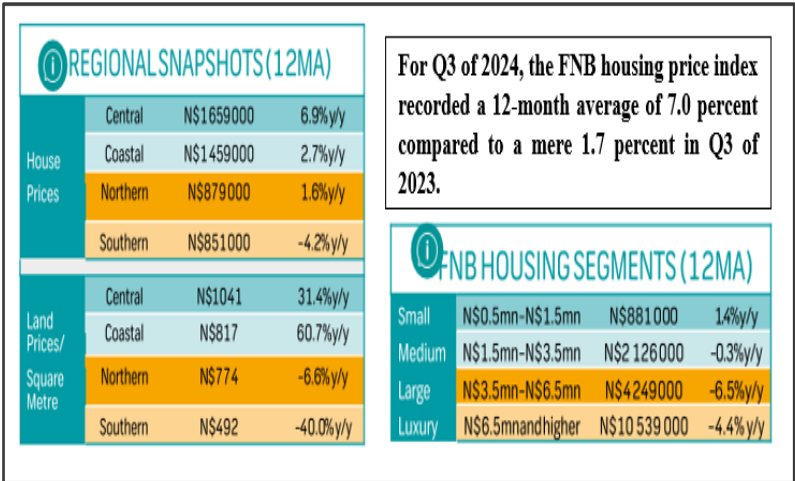 REGIONAL SNAPSHOTS (12MA)
House Prices
Central N$1659000 6.9%y/y
Coastal N$1459000 2.7%y/y
Northern N$879000 1.6%y/y
Southern N$851000 -4.2%y/y
Land Prices/ Square Metre
Central N$1041 31.4%y/y
Coastal N$817 60.7%y/y
Northern N$774 -6.6%y/y
Southern N$492 -40.0%y/y
For Q3 of 2024, the FNB housing price index
recorded a 12-month average of 7.0 percent
compared to a mere 1.7 percent in Q3 of
2023.
FNB HOUSING SEGMENTS (12MA)
Small N$0.5mn-N$1.5mn N$881000 1.4%y/y
Medium N$1.5mn-N$3.5mn N$2 126000 -0.3%y/y
Large N$3.5mn-N$6.5mn N$4249000 -6.5%y/y
Luxury N$6.5mnandhigher N$10 539 000 -4.4%y/y